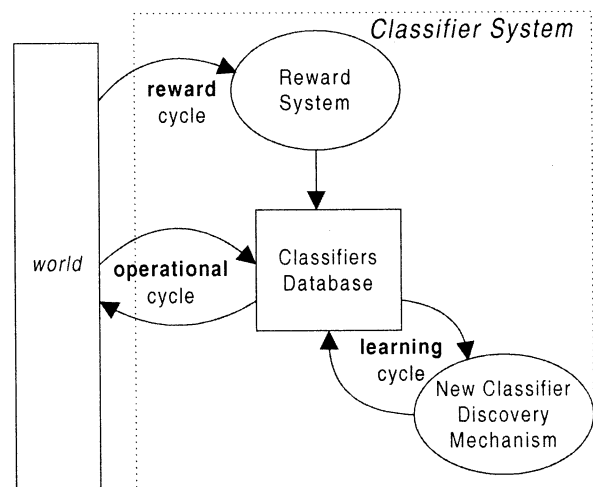 Classifier System
reward
cycle
Reward
System
world
operational
cycle
Classifiers
Database
learning
cycle
New Classifier
Discovery
Mechanism